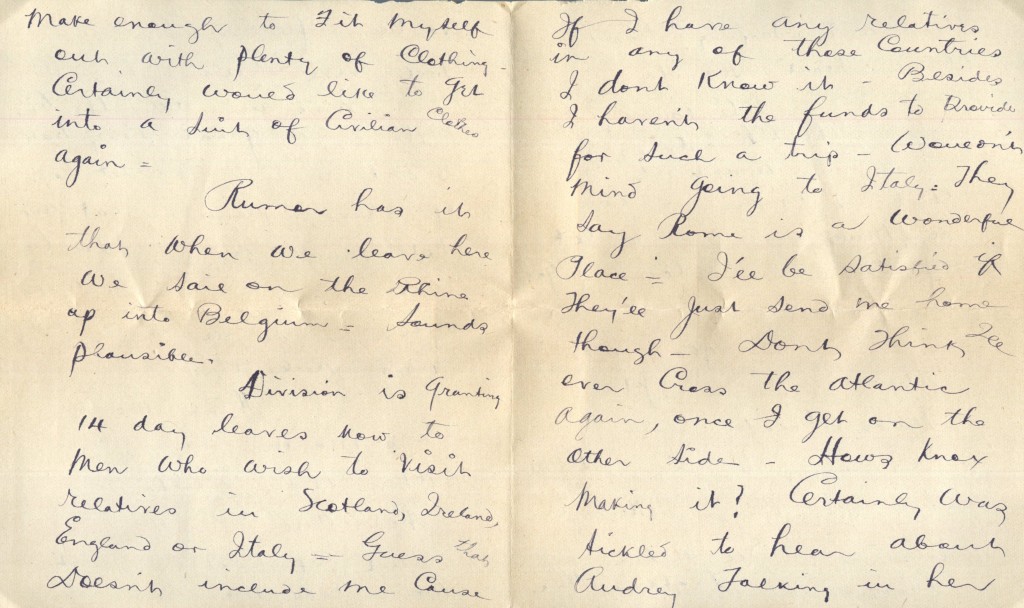 Make enough to Fit Myself
out with plenty of Clothing -
Certainly would like to get
into a suit of Civilian Clothes
again =
Rumor has it
that when we leave here
we sail on the Rhine
up into Belgium = Sounds
plausible.
Division is granting
14 day leaves now to
Men who wish to visit
relatives in Scotland, Ireland,
England or Italy = Guess that
Doesn't include me Cause
If I have any relatives
in any of these Countries
I dont Know it - Besides
I haven't the funds to Provide
for such a trip - Wouldn't
mind going to Italy = They
say Rome is a Wonderful
Place = I'll be satisfied if
They'll just send me home
though - Dont Think I'll
ever Cross the Atlantic
again, once I get on the
other side - Hows Knox
Making it? Certainly was
tickled to hear about
Audrey Talking in her